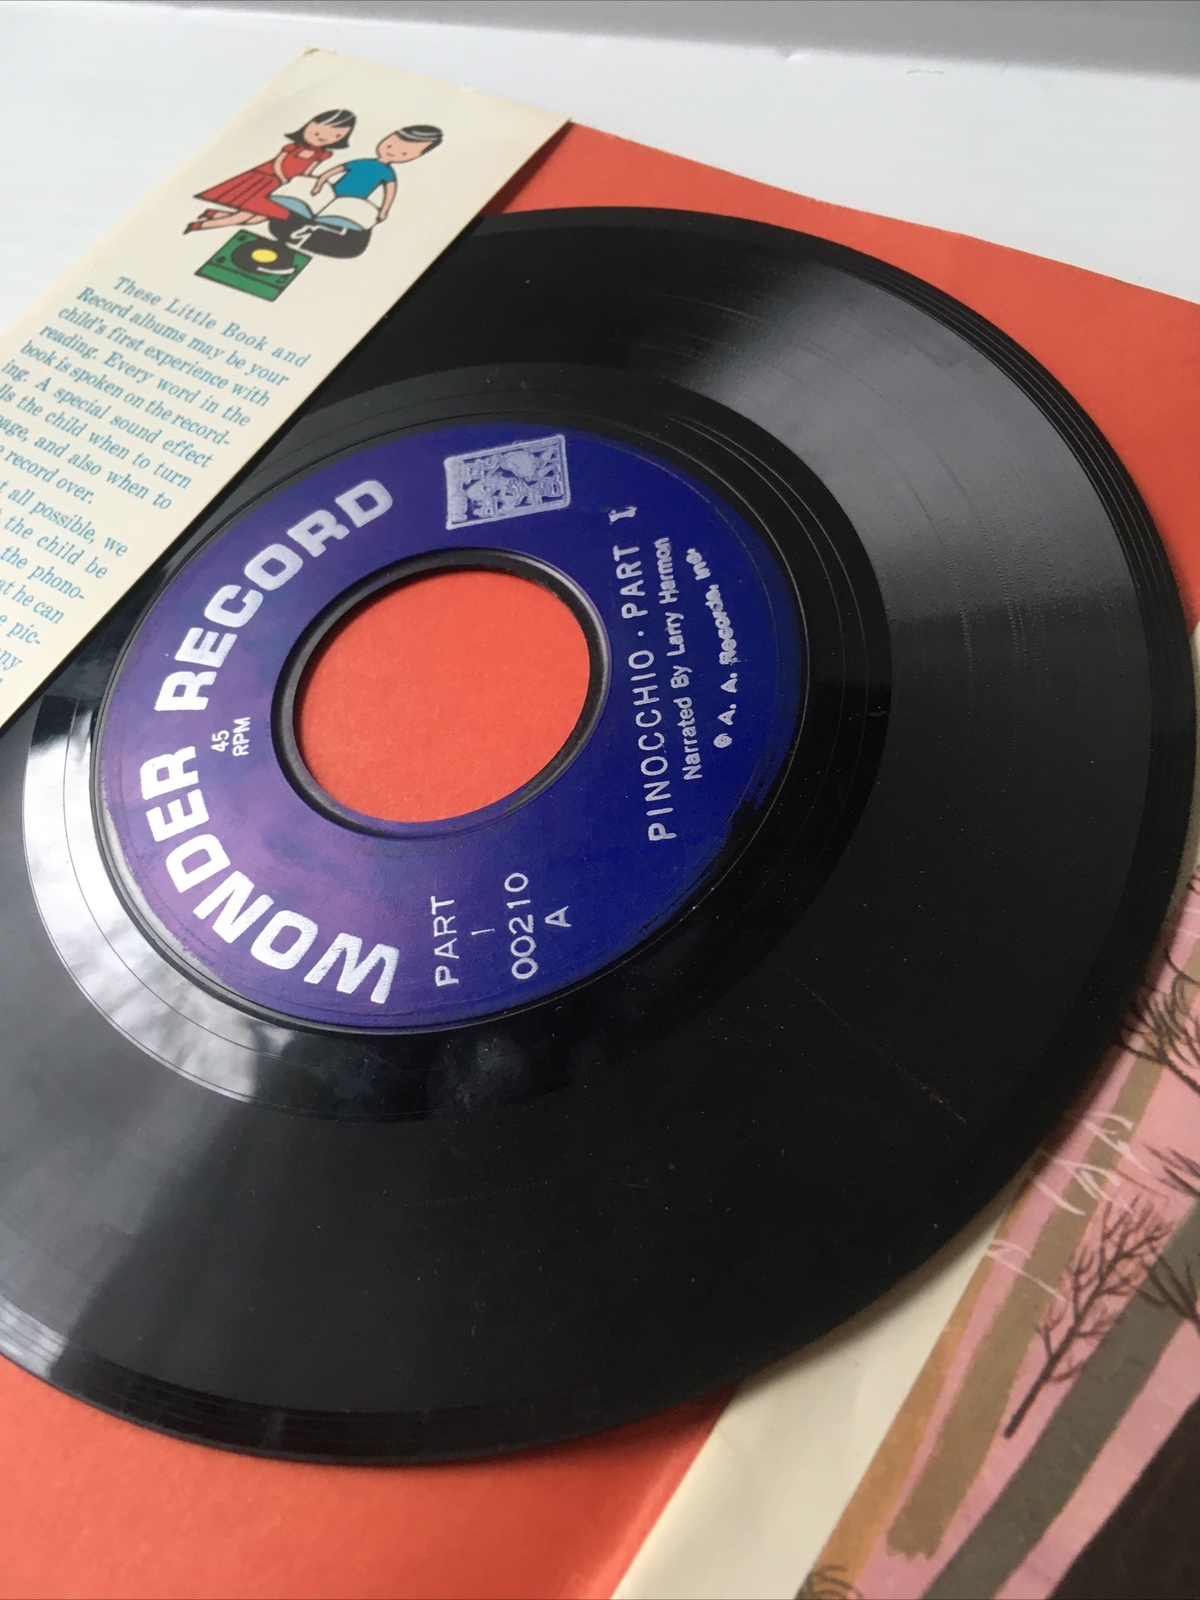 These Little Book and
Record albums may be your
child's first experience with
reading. Every word in the
book is spoken on the record-
ing. A special sound effect
the child when to turn
and also when to
record over.
all possible, we
the child be
the phono-
he can
pic-
WONDER RECORD
45
RPM
PINOCCHIO · PART I
Narrated By Larry Harmon
A. A. Records, Inc.
PART
I
00210
A